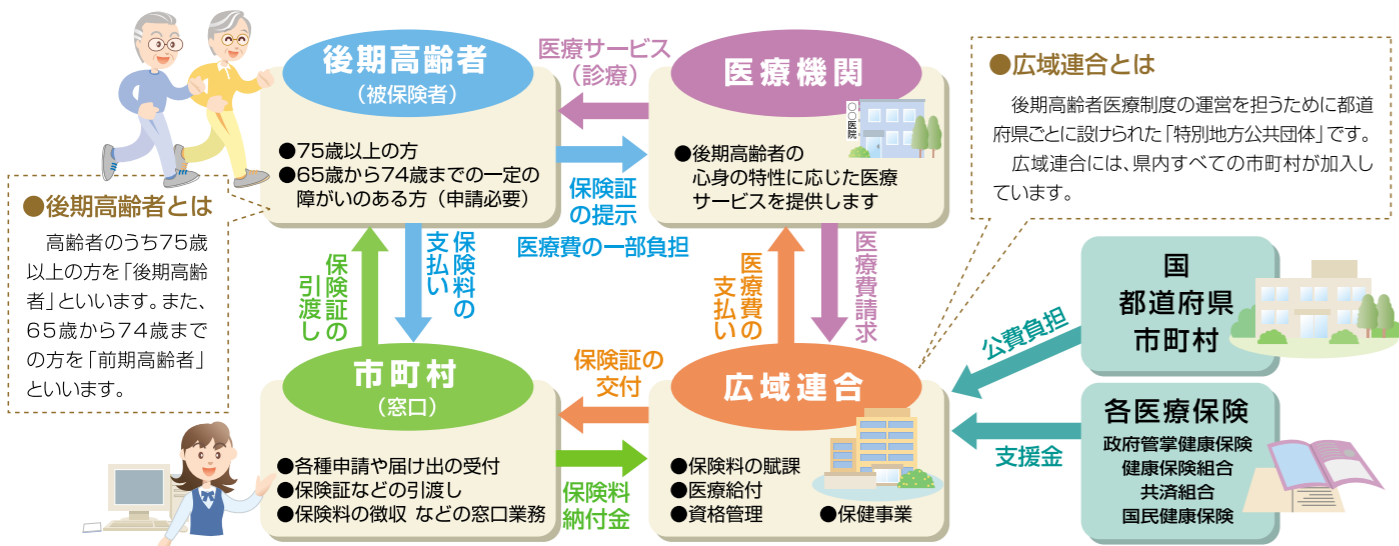 後期高齢者
（被保険者）
●75歳以上の方
●65歳から74歳までの一定の
障がいのある方（申請必要）
医療サービス
（診療）
保険証
の提示
医療費の一部負担
医療機関
〇〇医院
●後期高齢者の
心身の特性に応じた医療
サービスを提供します
●広域連合とは
後期高齢者医療制度の運営を担うために都道
府県ごとに設けられた「特別地方公共団体」です。
広域連合には、県内すべての市町村が加入し
ています。
●後期高齢者とは
高齢者のうち75歳
以上の方を「後期高齢
者」といいます。また、
65歳から74歳まで
の方を「前期高齢者」
といいます。
保険証の
引渡し
保険料の
支払い
医療費の
支払い
医療費請求
市町村
（窓口）
●各種申請や届け出の受付
●保険証などの引渡し
●保険料の徴収 などの窓口業務
保険証の
交付
保険料
納付金
広域連合
●保険料の賦課
●医療給付
●資格管理
●保健事業
公費負担
支援金
国
都道府県
市町村
各医療保険
政府管掌健康保険
健康保険組合
共済組合
国民健康保険